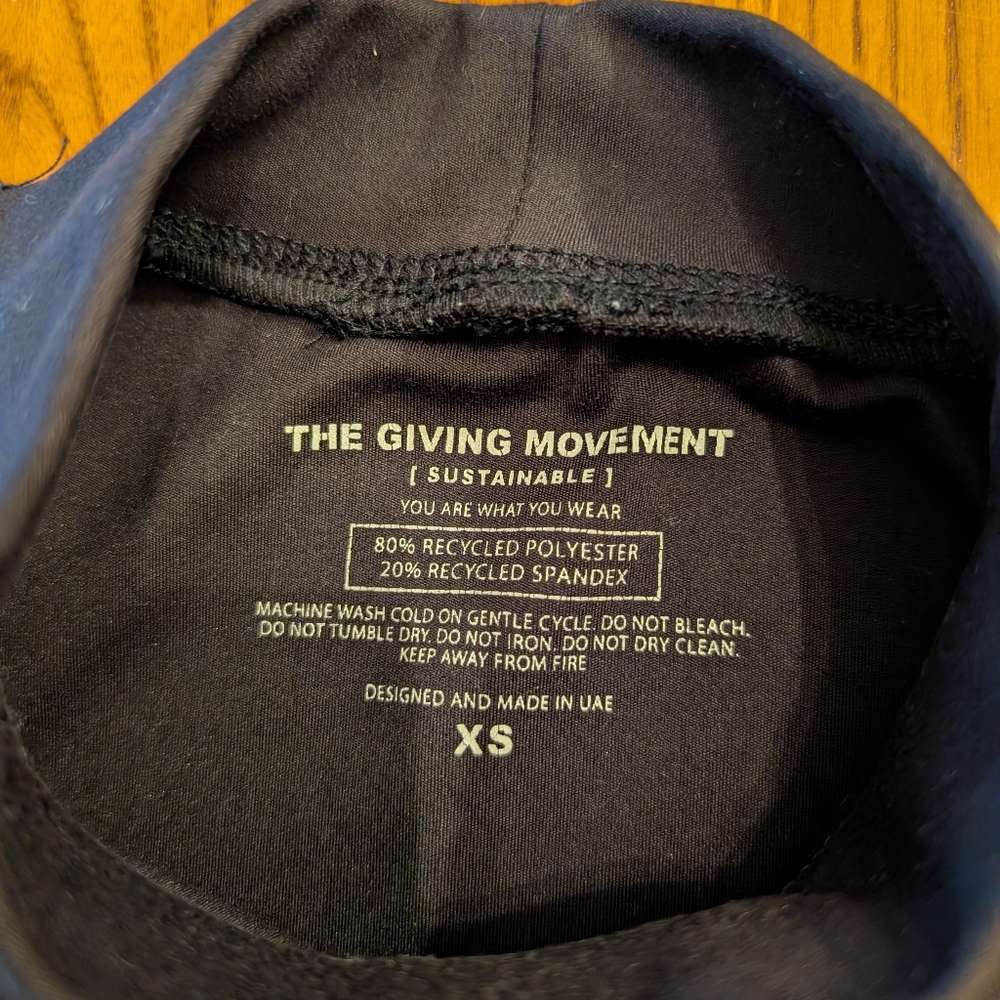 THE GIVING MOVEMENT
[ SUSTAINABLE ]
YOU ARE WHAT YOU WEAR
80% RECYCLED POLYESTER
20% RECYCLED SPANDEX
MACHINE WASH COLD ON GENTLE CYCLE. DO NOT BLEACH.
DO NOT TUMBLE DRY. DO NOT IRON. DO NOT DRY CLEAN.
KEEP AWAY FROM FIRE
DESIGNED AND MADE IN UAE
XS